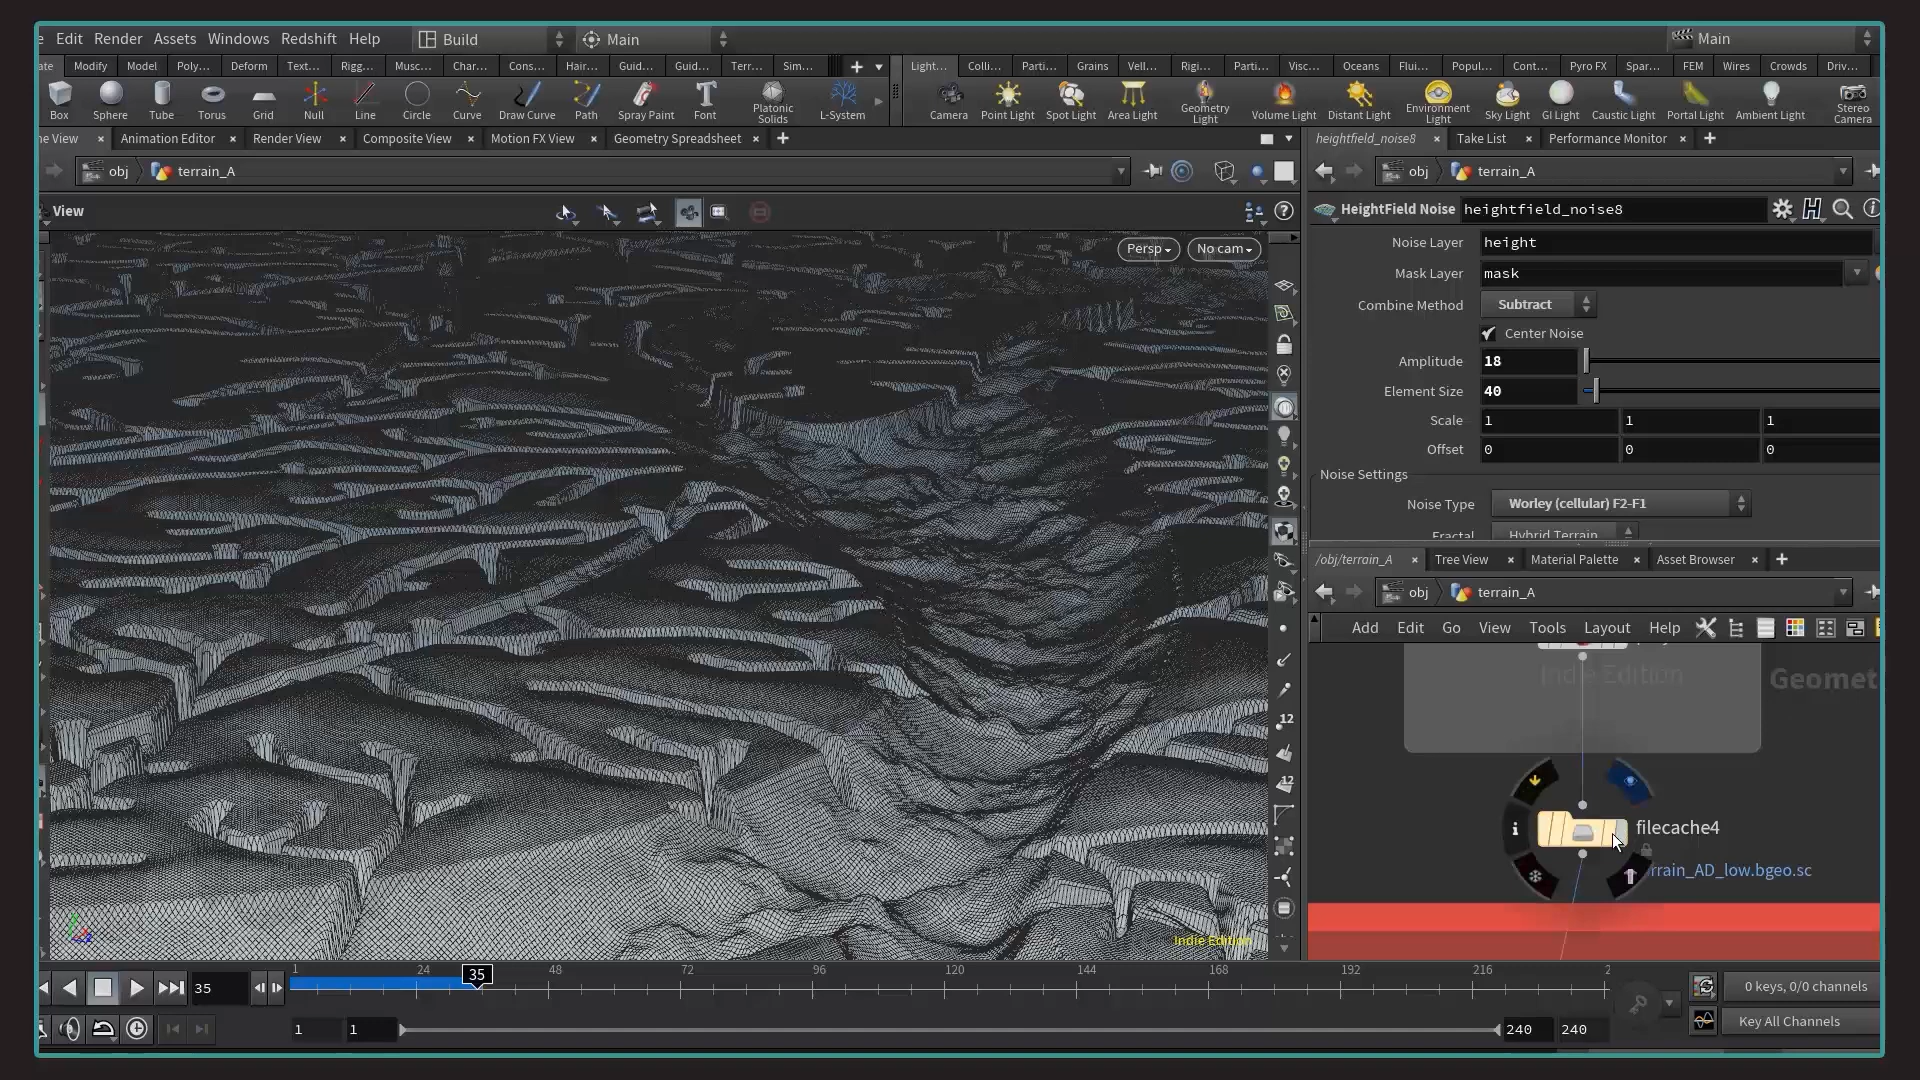 Edit Render Assets Windows Redshift Help Build Main Main
Modify Model Poly... Deform Text... Rigg... Musc... Char... Cons... Hair... Guid... Guid... Terr... Sim... Light... Colli... Parti... Grains Vell... Rigi... Parti... Visc... Oceans Flui... Popul... Cont... Pyro FX Spar... FEM Wires Crowds Driv...
Box Sphere Tube Torus Grid Null Line Circle Curve Draw Curve Path Spray Paint Font Platonic Solids L-System Camera Point Light Spot Light Area Light Geometry Light Volume Light Distant Light Environment Light Sky Light GI Light Caustic Light Portal Light Ambient Light Stereo Camera
View Animation Editor Render View Composite View Motion FX View Geometry Spreadsheet
heightfield_noise8 Take List Performance Monitor
obj terrain_A
obj terrain_A
View
Persp No cam
HeightField Noise heightfield_noise8
Noise Layer height
Mask Layer mask
Combine Method Subtract
Center Noise
Amplitude 18
Element Size 40
Scale 1 1 1
Offset 0 0 0
Noise Settings
Noise Type Worley (cellular) F2-F1
Fractal Hybrid Terrain
/obj/terrain_A Tree View Material Palette Asset Browser
obj terrain_A
Add Edit Go View Tools Layout Help
Indie Edition
Geomet
filecache4
rrain_AD_low.bgeo.sc
12
12
Indie Edition
35
1 24 35 48 72 96 120 144 168 192 216 2
0 keys, 0/0 channels
1 1 240 240
Key All Channels